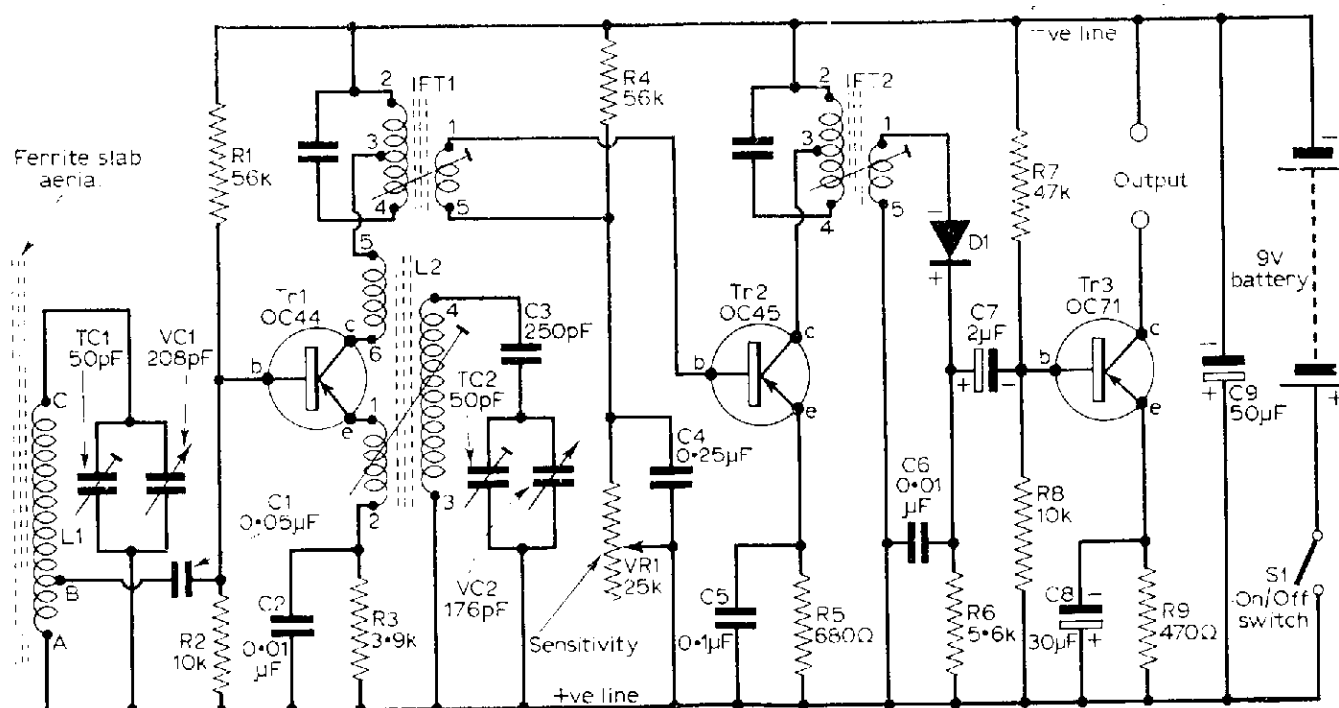 -ve line
IFT1
2
3
4
1
5
R4
56k
IFT2
2
3
4
1
5
R1
56k
Ferrite slab
aerial
R7
47k
Output
9V
battery
D1
-
+
5
L2
Tr1
OC44
c
6
b
e
1
2
4
3
C3
250pF
TC1
50pF
VC1
208pF
TC2
50pF
Tr2
OC45
b
c
e
C7
2µF
+
-
Tr3
OC71
b
c
e
-
C9
50µF
+
-
+
C
L1
B
A
C1
0·05µF
C4
0·25µF
C6
0·01
µF
R8
10k
VR1
25k
VC2
176pF
Sensitivity
R2
10k
C2
0·01
µF
R3
3·9k
C5
0·1µF
R5
680Ω
R6
5·6k
C8
30µF
-
+
R9
470Ω
S1
On/Off
switch
+ve line